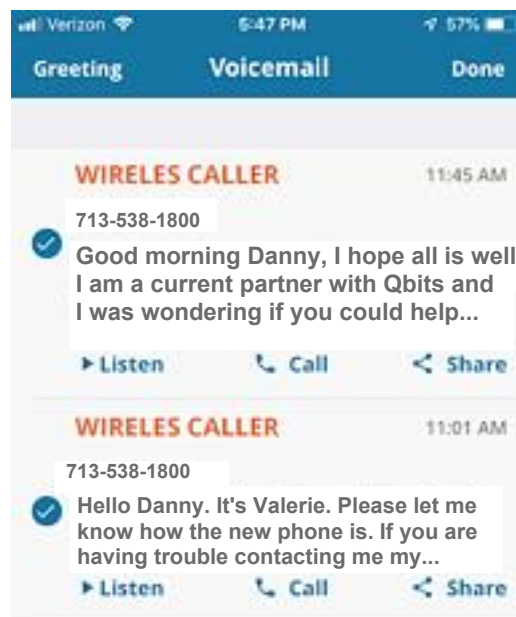 Verizon 5:47 PM 57%
Greeting Voicemail Done
WIRELES CALLER 11:45 AM
713-538-1800
Good morning Danny, I hope all is well
I am a current partner with Qbits and
I was wondering if you could help...
Listen Call Share
WIRELES CALLER 11:01 AM
713-538-1800
Hello Danny. It's Valerie. Please let me
know how the new phone is. If you are
having trouble contacting me my...
Listen Call Share